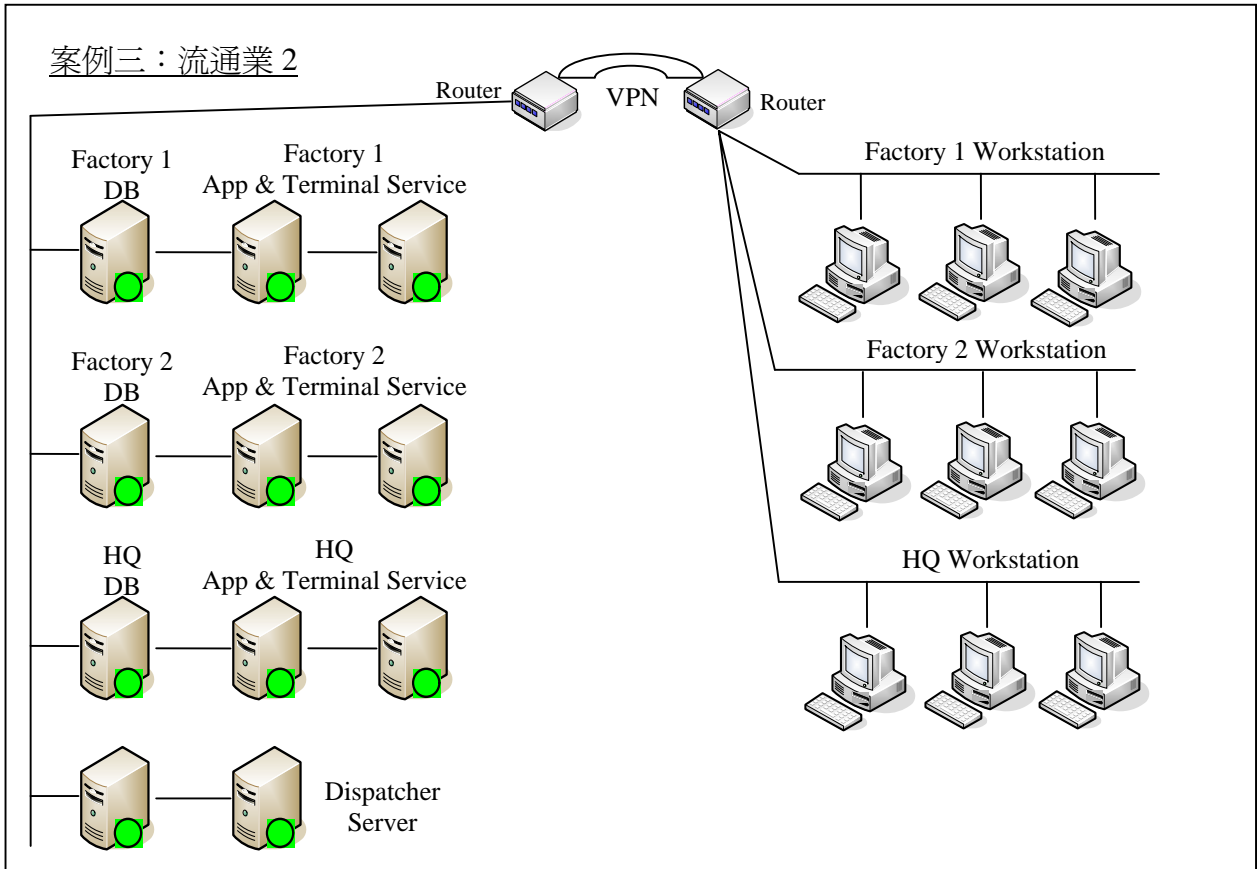 案例三：流通業 2
Router
VPN
Router
Factory 1
DB
Factory 1
App & Terminal Service
Factory 1 Workstation
Factory 2
DB
Factory 2
App & Terminal Service
Factory 2 Workstation
HQ
DB
HQ
App & Terminal Service
HQ Workstation
Dispatcher
Server